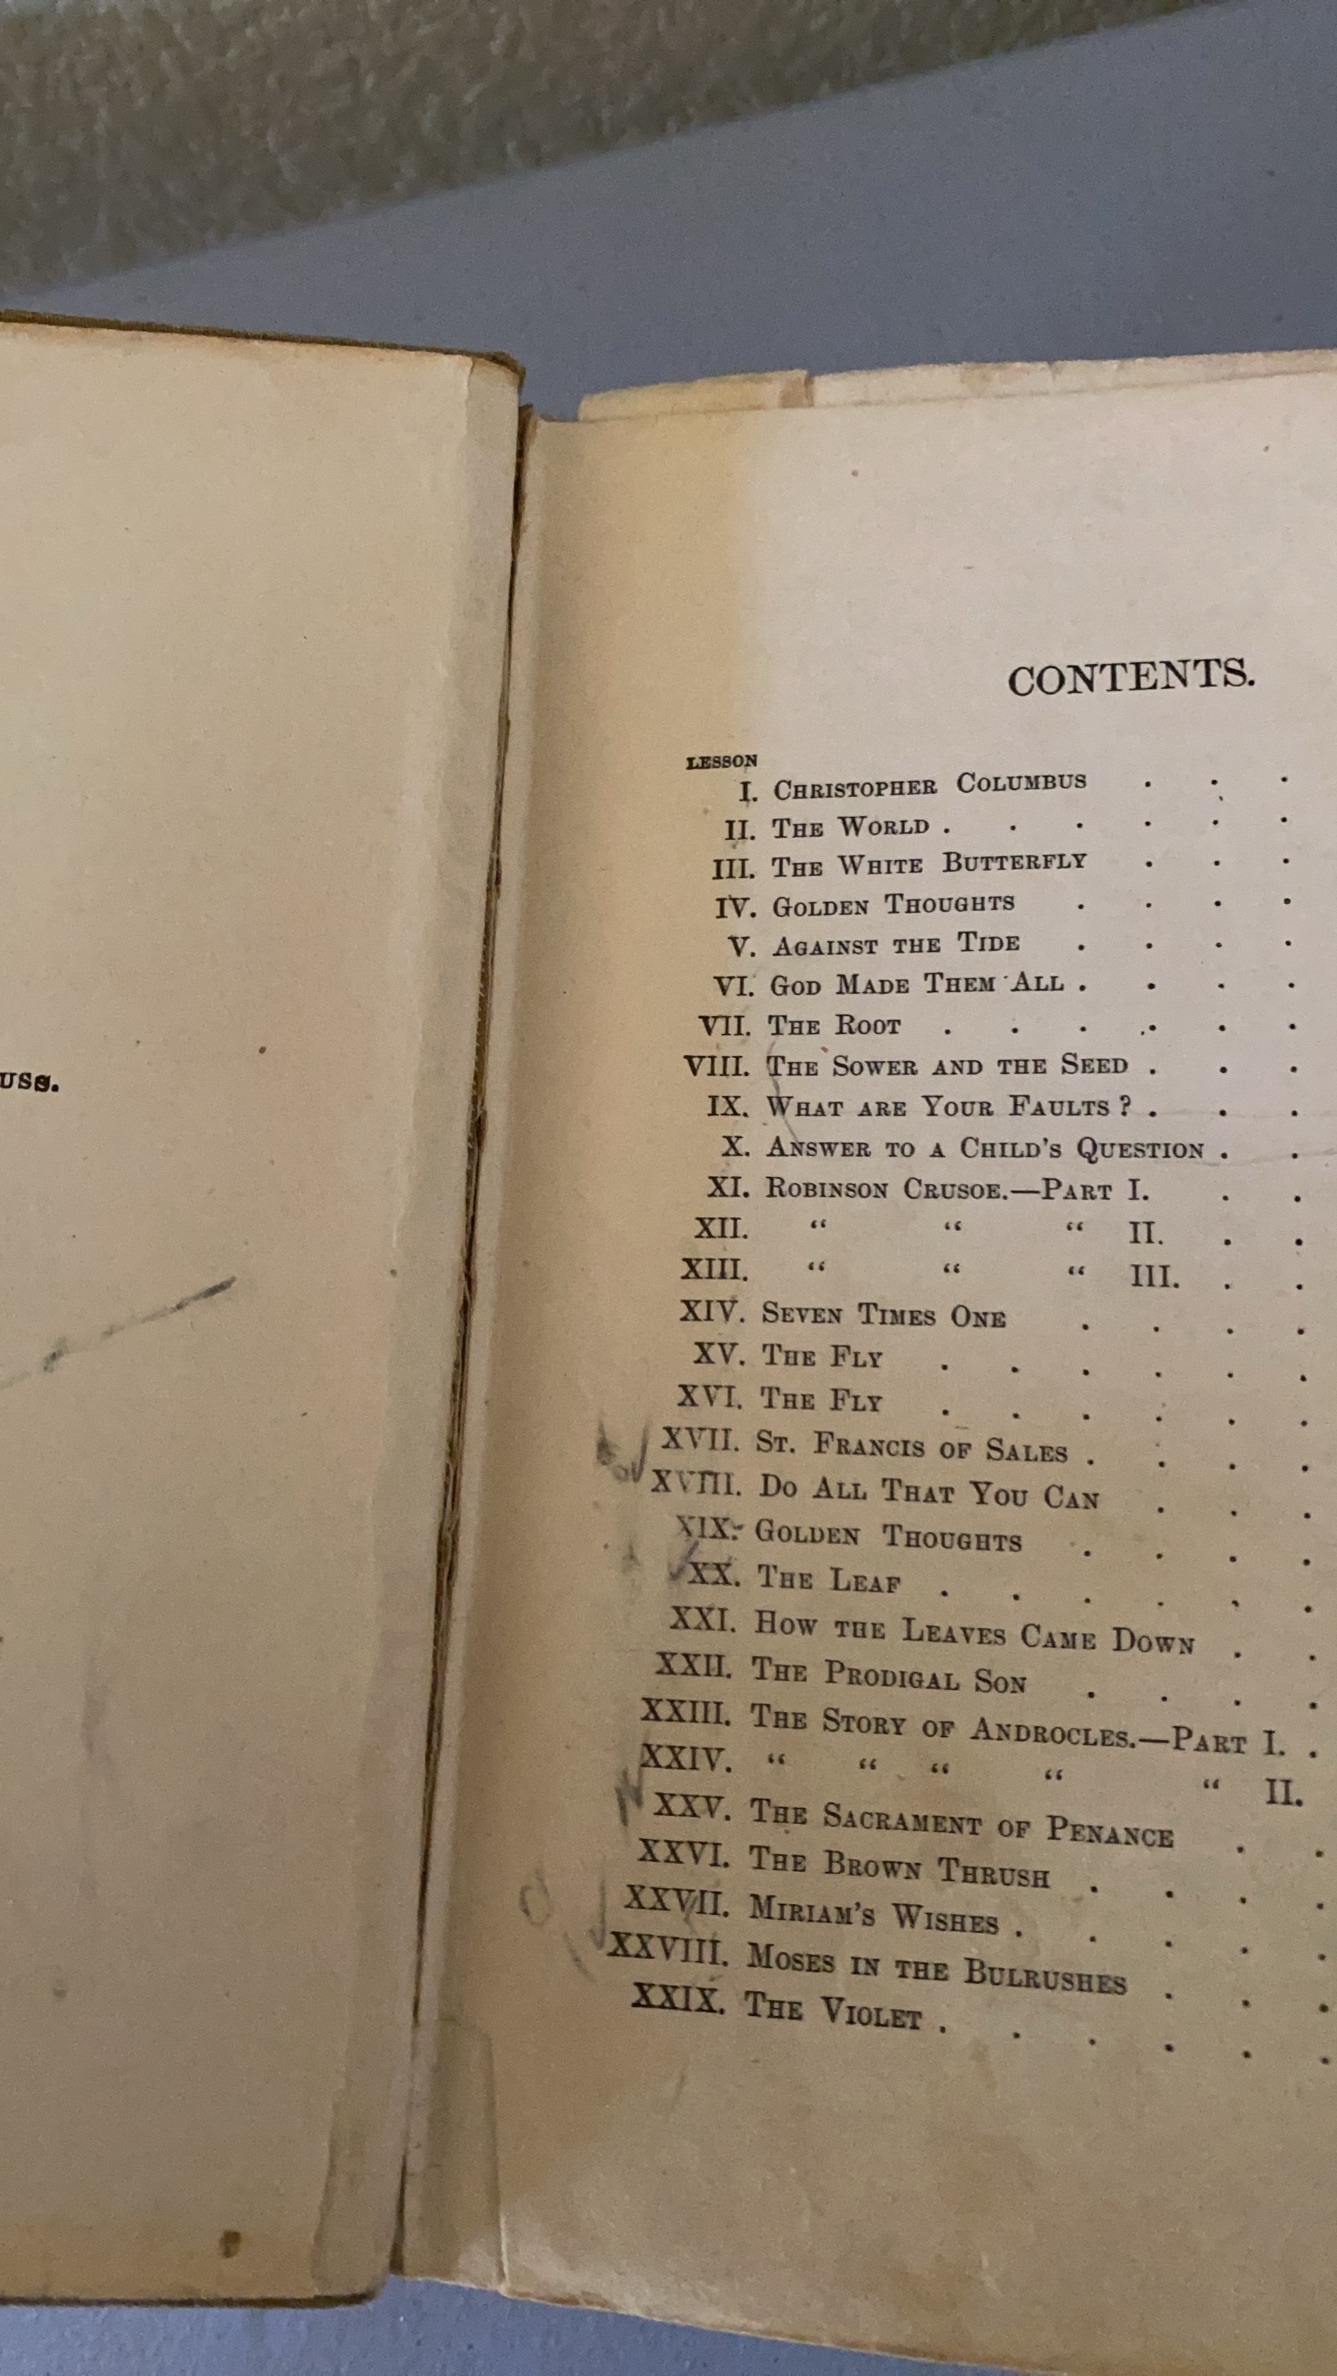 uss.
CONTENTS.
LESSON
I. CHRISTOPHER COLUMBUS . . .
II. THE WORLD . . . . . .
III. THE WHITE BUTTERFLY . . .
IV. GOLDEN THOUGHTS . . . .
V. AGAINST THE TIDE . . . .
VI. GOD MADE THEM ALL . . . .
VII. THE ROOT . . . . . .
VIII. THE SOWER AND THE SEED . . .
IX. WHAT ARE YOUR FAULTS ? . . .
X. ANSWER TO A CHILD'S QUESTION . .
XI. ROBINSON CRUSOE.—PART I. . .
XII. “ “ “ II. . .
XIII. “ “ “ III. . .
XIV. SEVEN TIMES ONE . . . .
XV. THE FLY . . . . . .
XVI. THE FLY . . . . . .
XVII. ST. FRANCIS OF SALES . . . .
XVIII. DO ALL THAT YOU CAN . . .
XIX. GOLDEN THOUGHTS . . . .
XX. THE LEAF . . . . . .
XXI. HOW THE LEAVES CAME DOWN . .
XXII. THE PRODIGAL SON . . . .
XXIII. THE STORY OF ANDROCLES.—PART I. .
XXIV. “ “ “ “ “ II.
XXV. THE SACRAMENT OF PENANCE . .
XXVI. THE BROWN THRUSH . . . .
XXVII. MIRIAM'S WISHES . . . . .
XXVIII. MOSES IN THE BULRUSHES . . .
XXIX. THE VIOLET . . . . . .